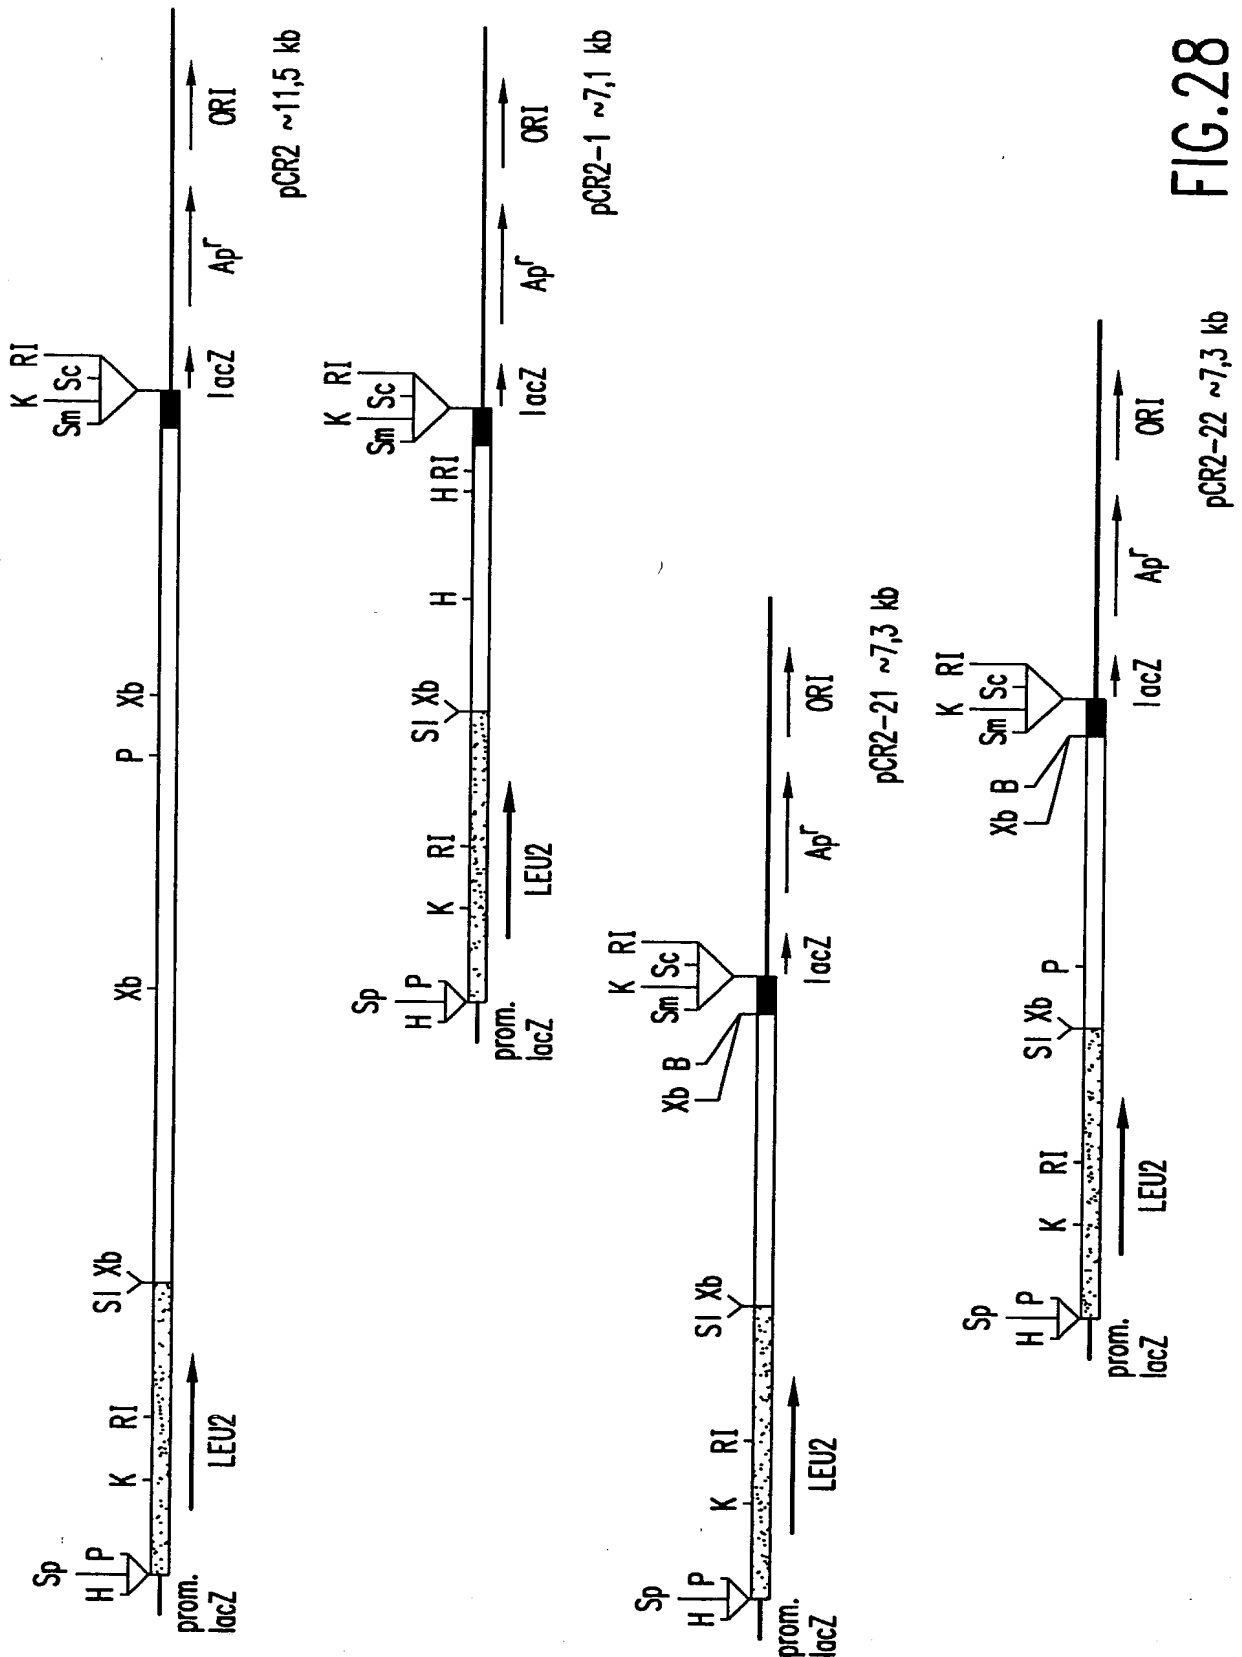 Sp
H P
K
RI
Sl Xb
Xb
P
Xb
K
RI
Sm
Sc
prom.
lacZ
LEU2
lacZ
Apr
ORI
pCR2 ~11,5 kb
Sp
H P
K
RI
Sl Xb
H
H RI
K
RI
Sm
Sc
prom.
lacZ
LEU2
lacZ
Apr
ORI
pCR2-1 ~7,1 kb
Sp
H P
K
RI
Sl Xb
Xb B
K
RI
Sm
Sc
prom.
lacZ
LEU2
lacZ
Apr
ORI
pCR2-21 ~7,3 kb
Sp
H P
K
RI
Sl Xb
P
Xb B
K
RI
Sm
Sc
prom.
lacZ
LEU2
lacZ
Apr
ORI
pCR2-22 ~7,3 kb
FIG.28